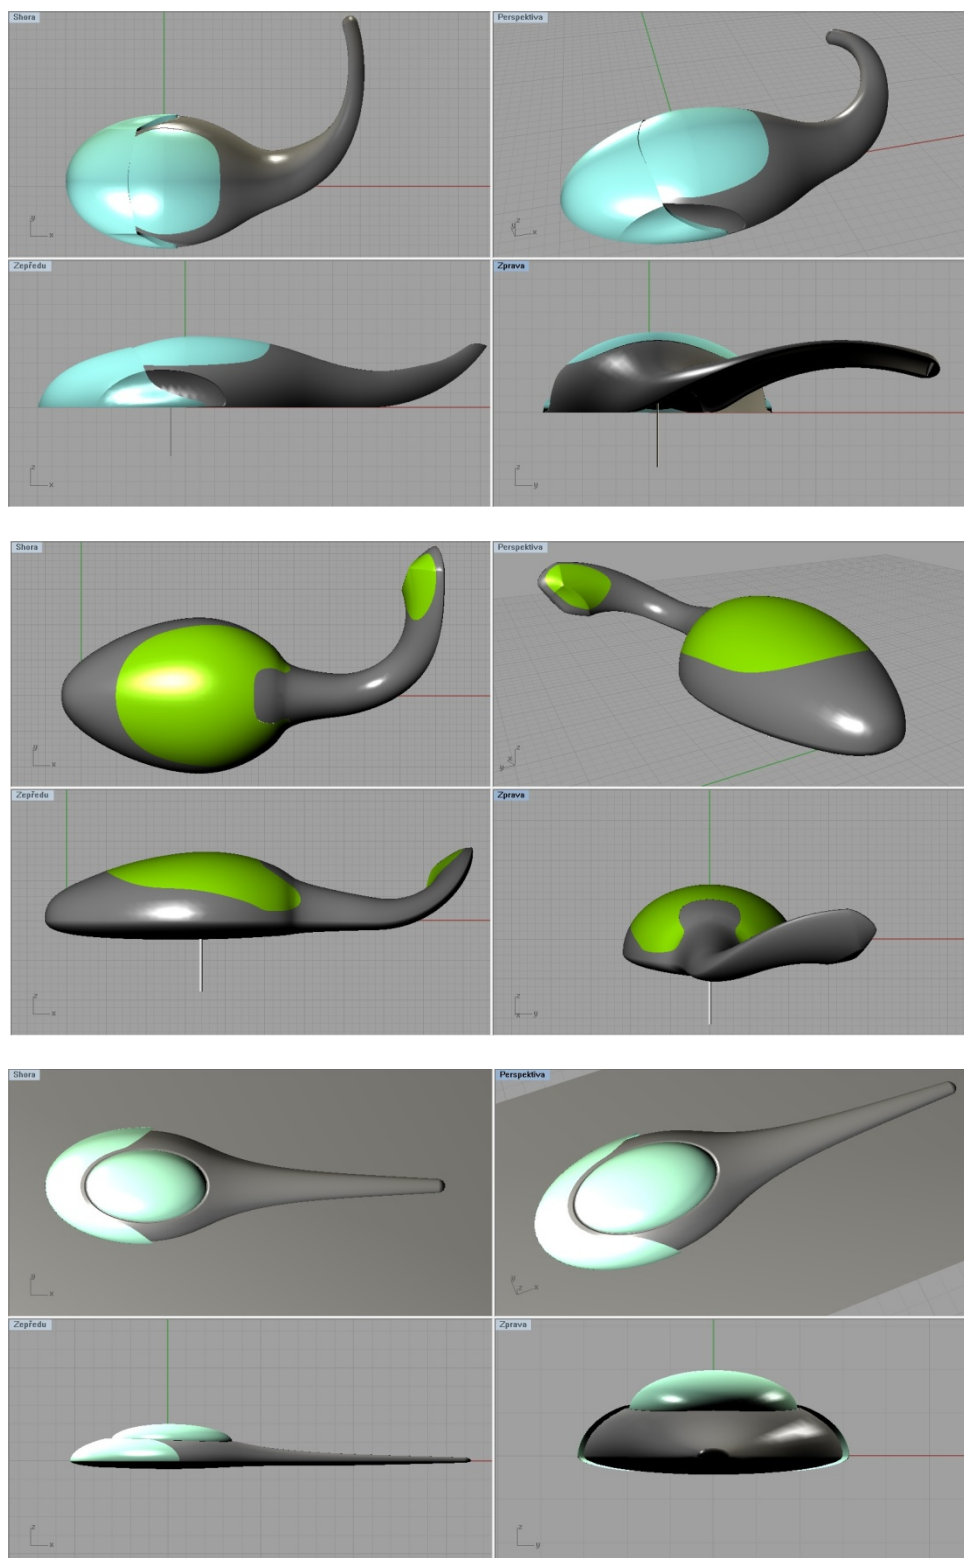 Shora
Perspektiva
y
x
z
y
x
Zepředu
Zprava
z
x
z
y
Shora
Perspektiva
y
x
z
y
x
Zepředu
Zprava
z
x
z
x
y
Shora
Perspektiva
y
x
y
z
x
Zepředu
Zprava
z
x
z
y